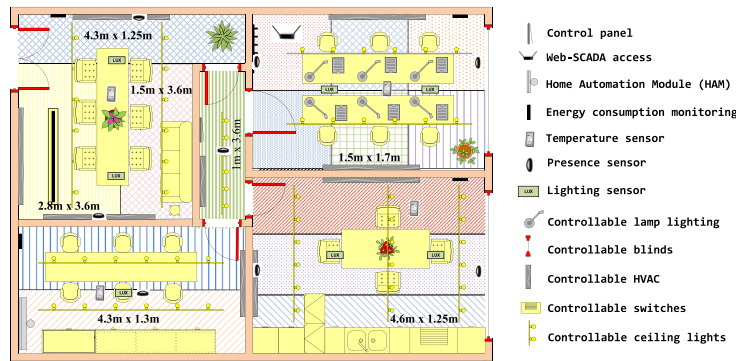 4.3m x 1.25m
LUX
1.5m x 3.6m
LUX
LUX
1m x 3.6m
1.5m x 1.7m
LUX
2.8m x 3.6m
LUX
LUX
LUX
LUX
4.3m x 1.3m
4.6m x 1.25m
Control panel
Web-SCADA access
Home Automation Module (HAM)
Energy consumption monitoring
Temperature sensor
Presence sensor
LUX Lighting sensor
Controllable lamp lighting
Controllable blinds
Controllable HVAC
Controllable switches
Controllable ceiling lights